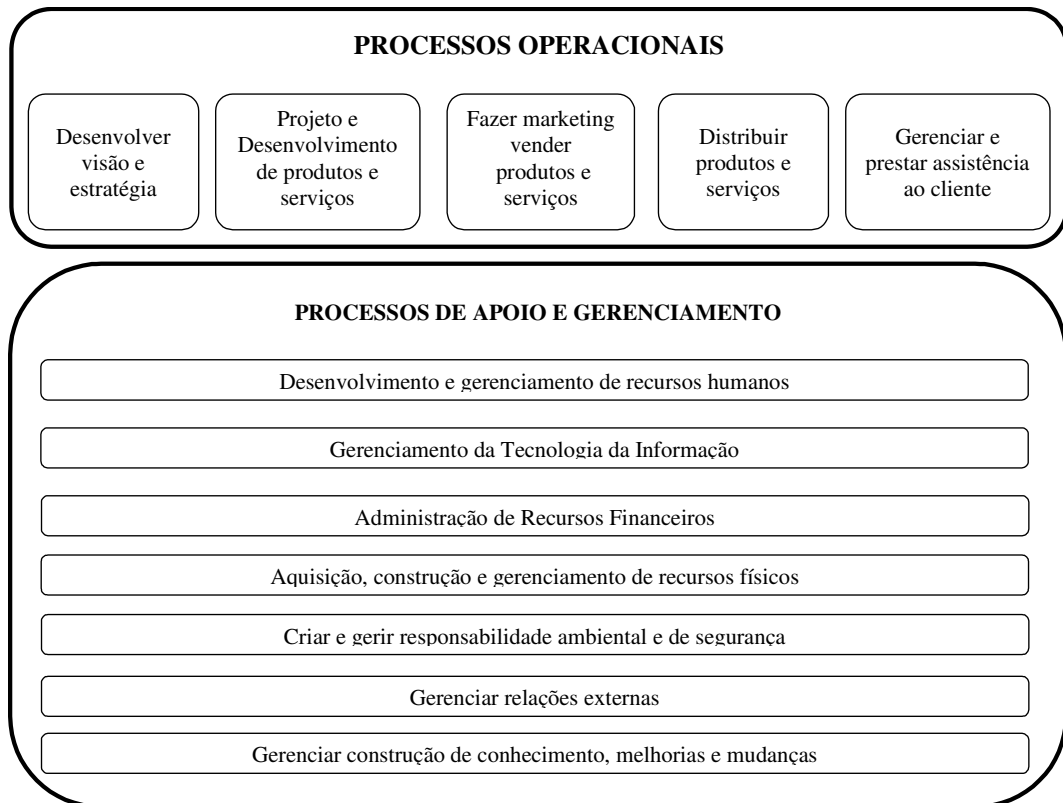 PROCESSOS OPERACIONAIS
Desenvolver
visão e
estratégia
Projeto e
Desenvolvimento
de produtos e
serviços
Fazer marketing
vender
produtos e
serviços
Distribuir
produtos e
serviços
Gerenciar e
prestar assistência
ao cliente
PROCESSOS DE APOIO E GERENCIAMENTO
Desenvolvimento e gerenciamento de recursos humanos
Gerenciamento da Tecnologia da Informação
Administração de Recursos Financeiros
Aquisição, construção e gerenciamento de recursos físicos
Criar e gerir responsabilidade ambiental e de segurança
Gerenciar relações externas
Gerenciar construção de conhecimento, melhorias e mudanças